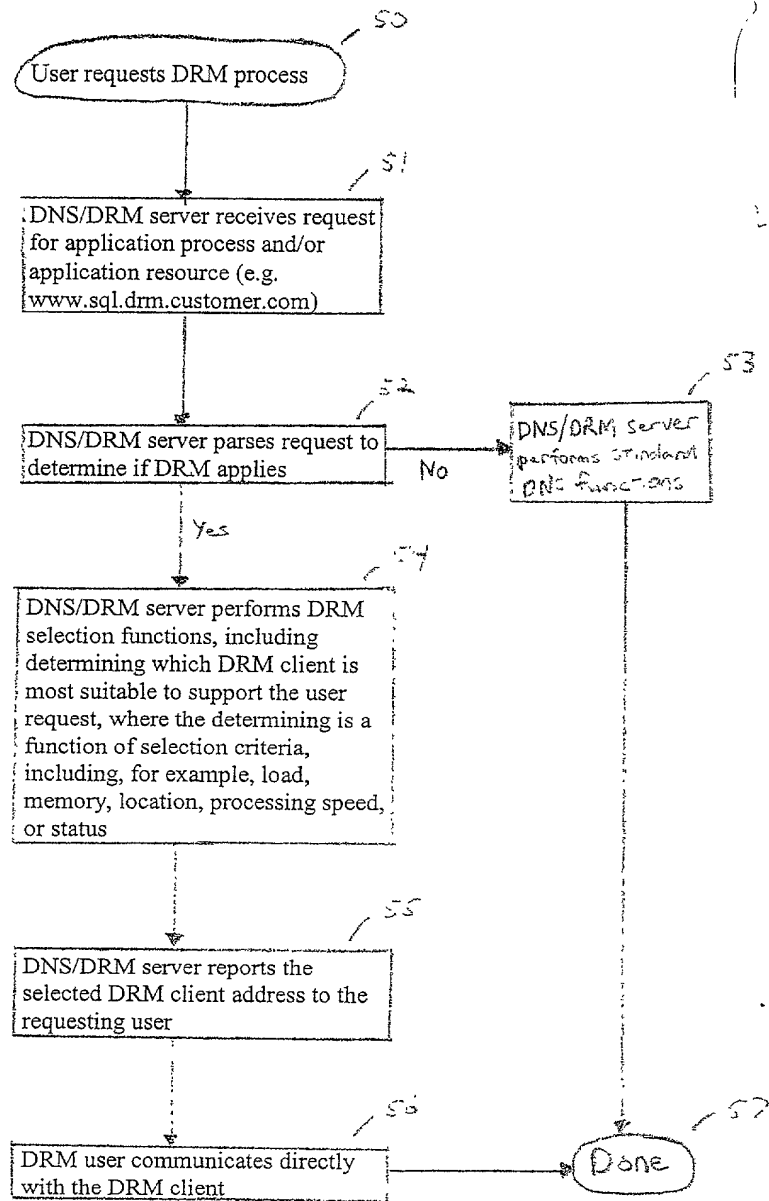 50
User requests DRM process
51
DNS/DRM server receives request
for application process and/or
application resource (e.g.
www.sql.drm.customer.com)
52
DNS/DRM server parses request to
determine if DRM applies
No
53
DNS/DRM server
performs standard
DNS functions
Yes
54
DNS/DRM server performs DRM
selection functions, including
determining which DRM client is
most suitable to support the user
request, where the determining is a
function of selection criteria,
including, for example, load,
memory, location, processing speed,
or status
55
DNS/DRM server reports the
selected DRM client address to the
requesting user
56
DRM user communicates directly
with the DRM client
57
Done